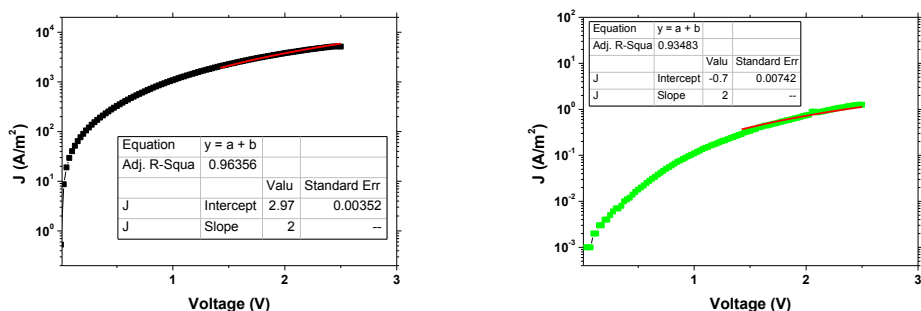 10⁴
10³
10²
10¹
10⁰
J (A/m²)
Equation y = a + b
Adj. R-Squa 0.96356
Valu Standard Err
J Intercept 2.97 0.00352
J Slope 2 --
1 2 3
Voltage (V)
10²
10¹
10⁰
10⁻¹
10⁻²
10⁻³
J (A/m²)
Equation y = a + b
Adj. R-Squa 0.93483
Valu Standard Err
J Intercept -0.7 0.00742
J Slope 2 --
1 2 3
Voltage (V)